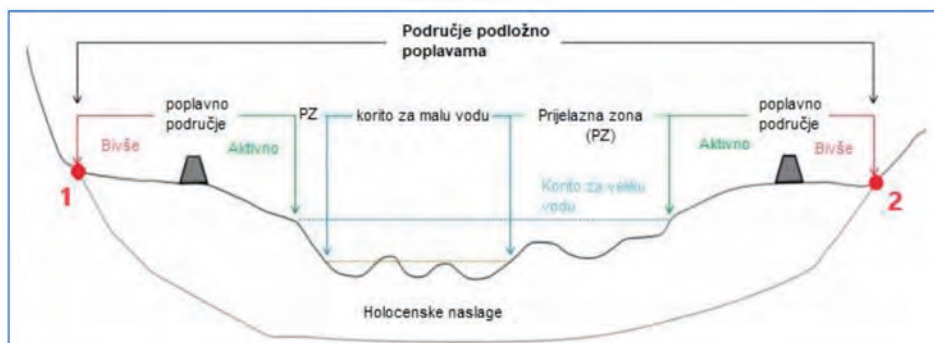 Područje podložno
poplavama
poplavno
područje
PZ
korito za malu vodu
Prijelazna zona
(PZ)
poplavno
područje
Bivše
Aktivno
Aktivno
Bivše
Korito za veliku
vodu
1
2
Holocenske naslage